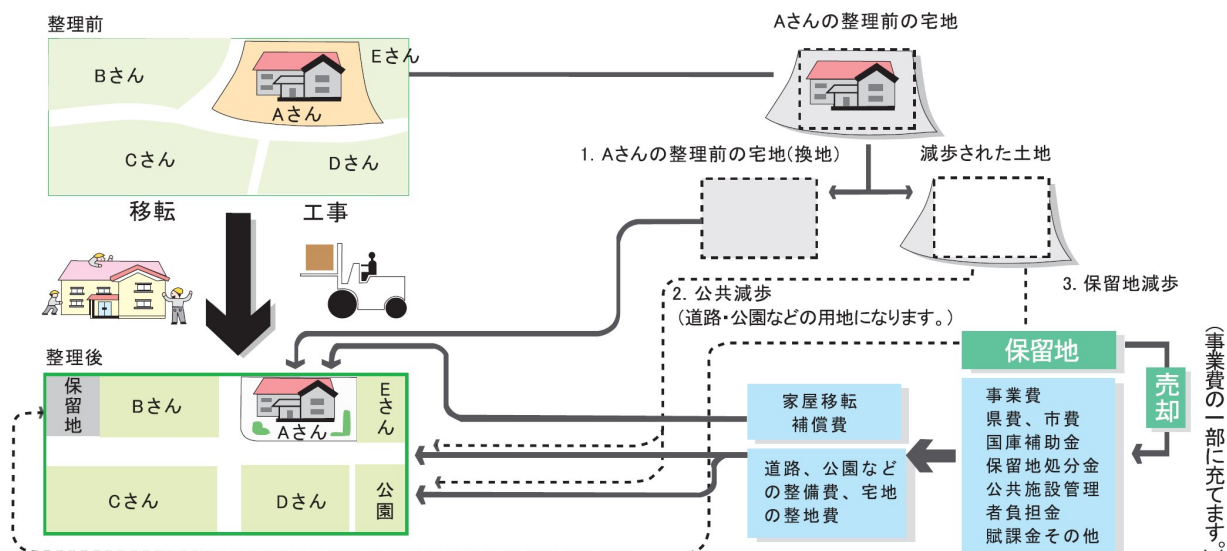 整理前
Bさん
Eさん
Aさん
Cさん
Dさん
Aさんの整理前の宅地
1. Aさんの整理前の宅地(換地)
減歩された土地
移転
工事
2. 公共減歩
(道路・公園などの用地になります。)
3. 保留地減歩
整理後
保留地
Bさん
Aさん
Eさん
Cさん
Dさん
公園
家屋移転
補償費
道路、公園など
の整備費、宅地
の整地費
保留地
事業費
県費、市費
国庫補助金
保留地処分金
公共施設管理
者負担金
賦課金その他
売却
(事業費の一部に充てます。)